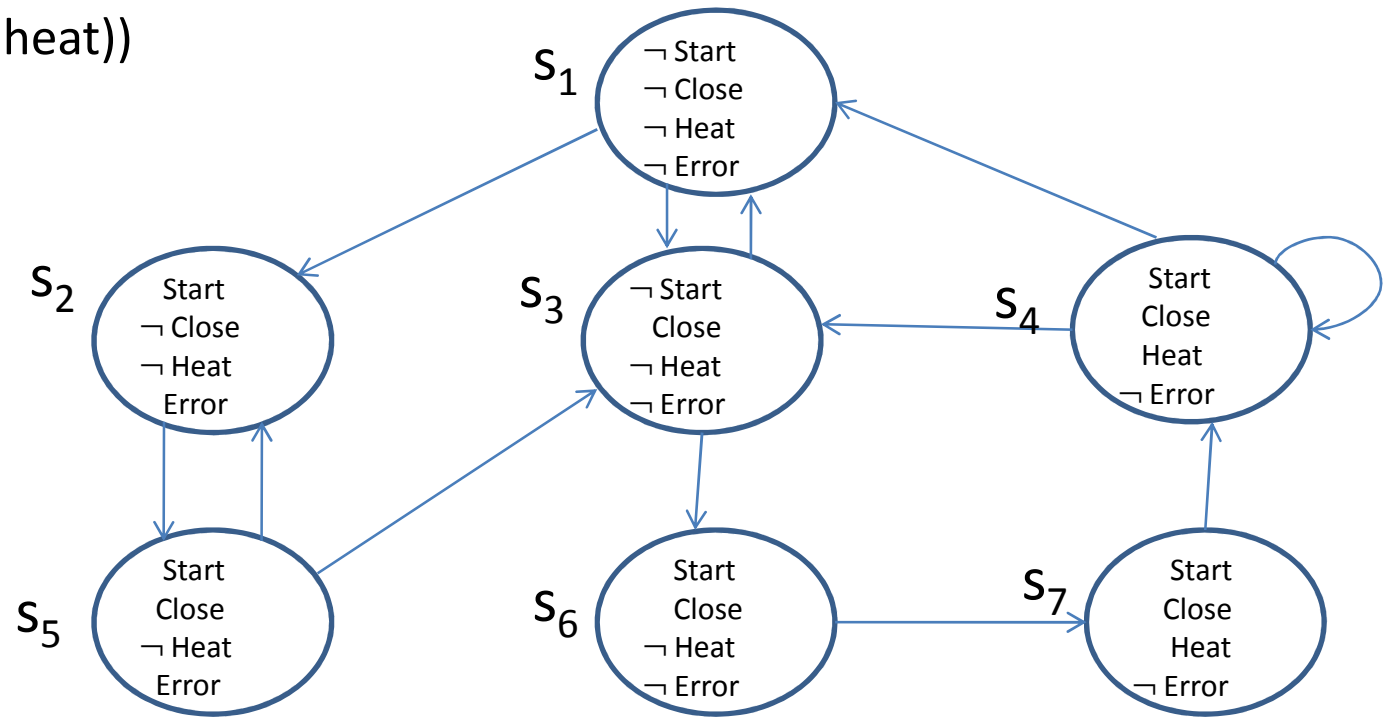 heat))
s1
¬ Start
¬ Close
¬ Heat
¬ Error
s2
Start
¬ Close
¬ Heat
Error
s3
¬ Start
Close
¬ Heat
¬ Error
s4
Start
Close
Heat
¬ Error
s5
Start
Close
¬ Heat
Error
s6
Start
Close
¬ Heat
¬ Error
s7
Start
Close
Heat
¬ Error